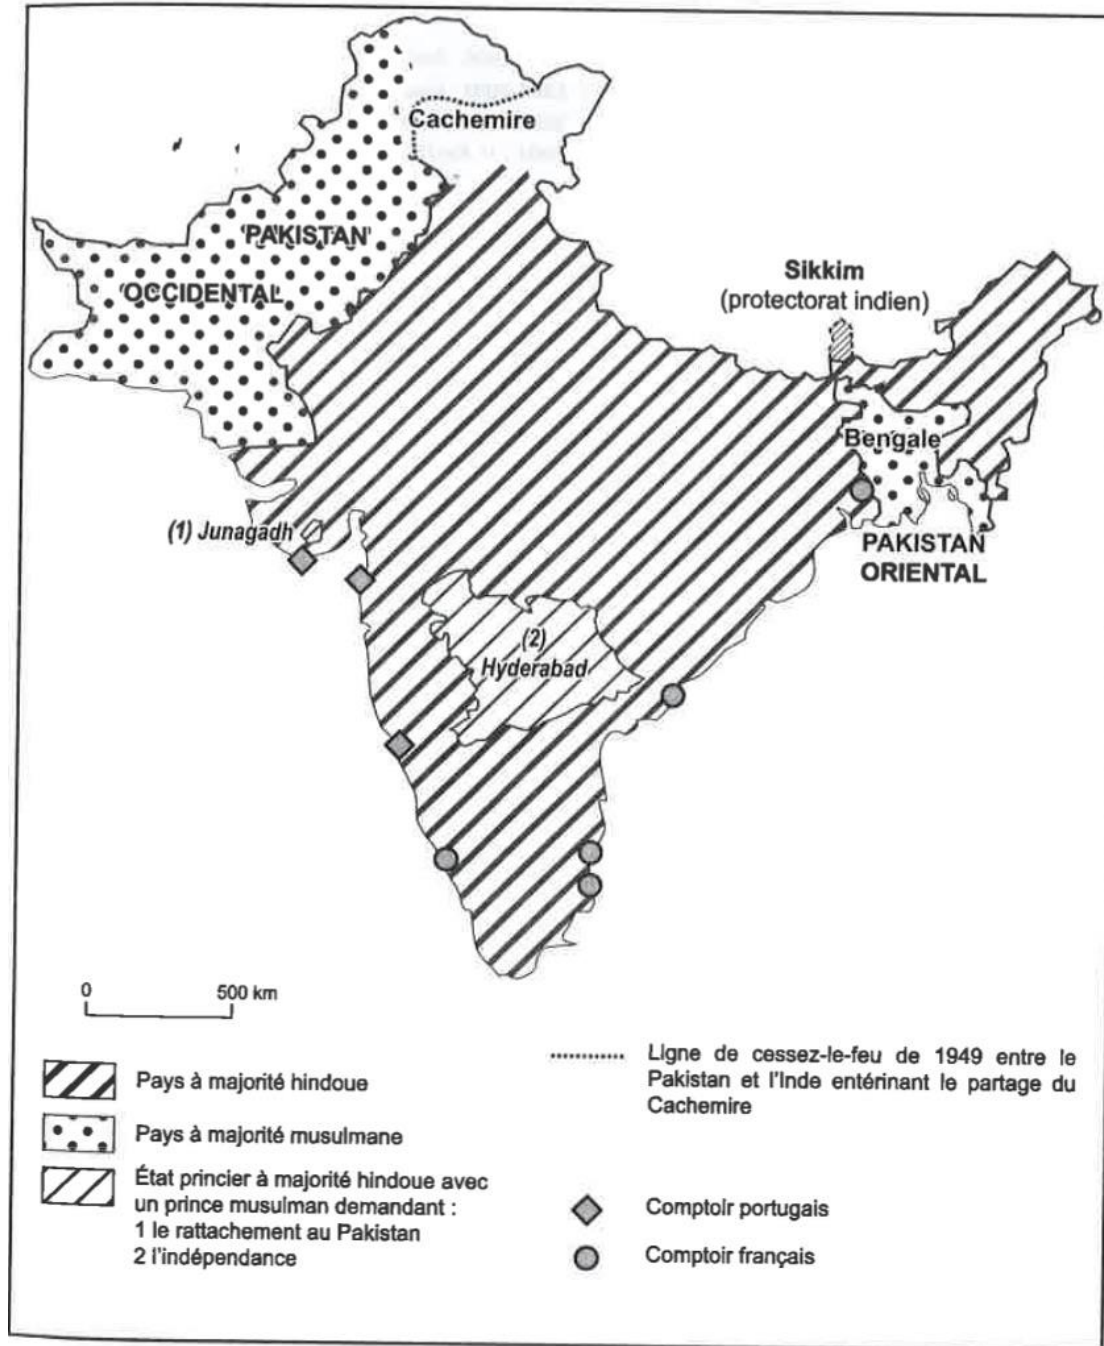 Cachemire
PAKISTAN
OCCIDENTAL
Sikkim
(protectorat indien)
Bengale
(1) Junagadh
PAKISTAN
ORIENTAL
(2)
Hyderabad
0 500 km
Pays à majorité hindoue
Pays à majorité musulmane
État princier à majorité hindoue avec
un prince musulman demandant :
1 le rattachement au Pakistan
2 l'indépendance
Ligne de cessez-le-feu de 1949 entre le
Pakistan et l'Inde entérinant le partage du
Cachemire
Comptoir portugais
Comptoir français